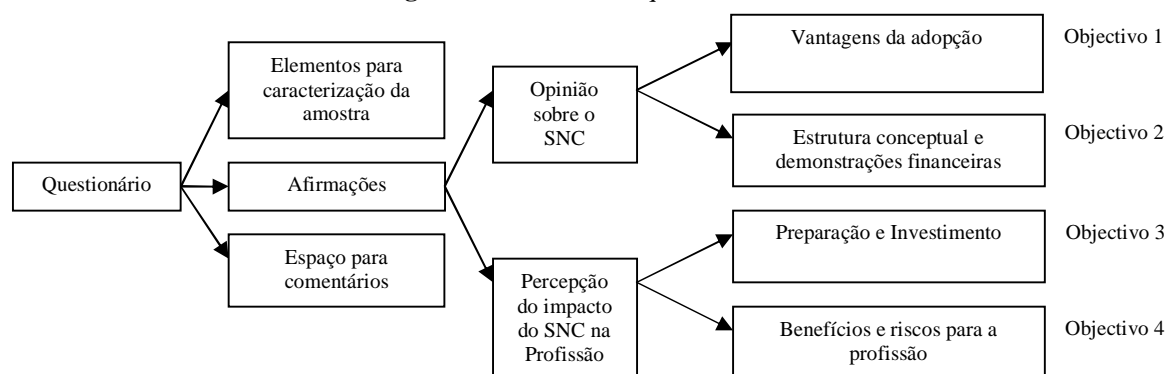 Questionário
Elementos para
caracterização da
amostra
Afirmações
Espaço para
comentários
Opinião
sobre o
SNC
Percepção
do impacto
do SNC na
Profissão
Vantagens da adopção
Objectivo 1
Estrutura conceptual e
demonstrações financeiras
Objectivo 2
Preparação e Investimento
Objectivo 3
Benefícios e riscos para a
profissão
Objectivo 4